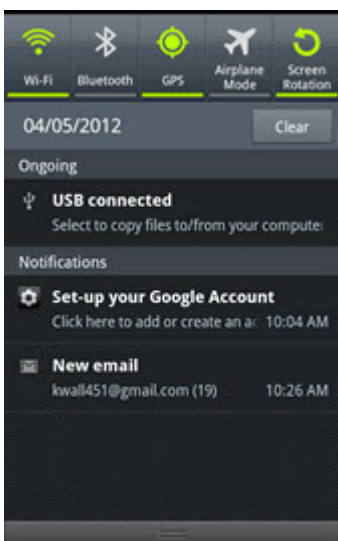 Wi-Fi Bluetooth GPS Airplane Mode Screen Rotation
04/05/2012 Clear
Ongoing
USB connected
Select to copy files to/from your computer
Notifications
Set-up your Google Account
Click here to add or create an ac 10:04 AM
New email
kwall451@gmail.com (19) 10:26 AM